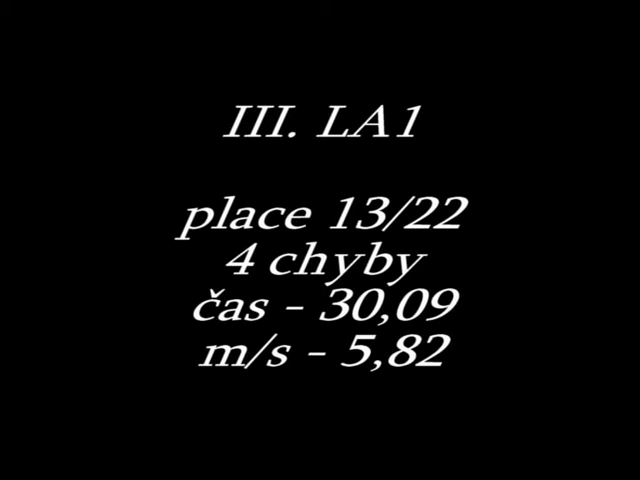 III. LA1
place 13/22
4 chyby
čas - 30,09
m/s - 5,82